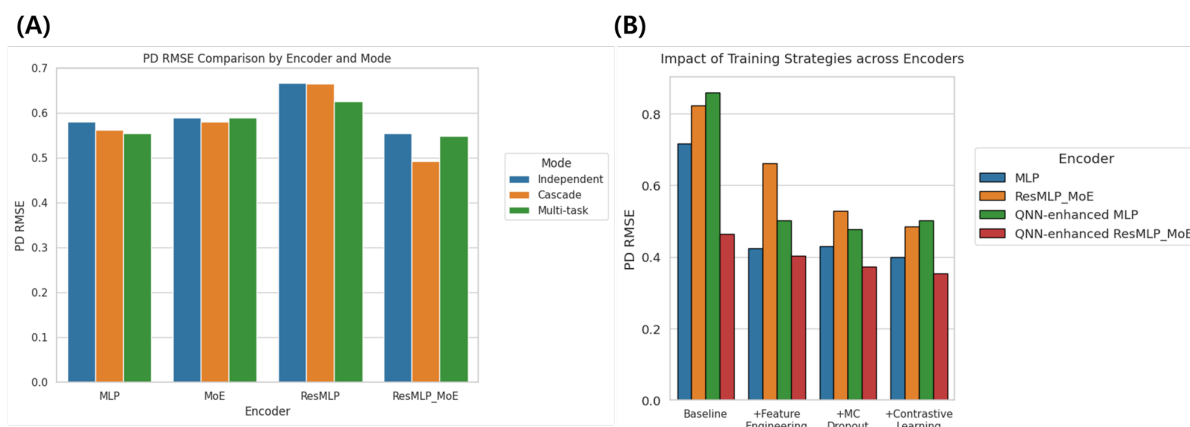 (A)
PD RMSE Comparison by Encoder and Mode
0.7
0.6
0.5
0.4
0.3
0.2
0.1
0.0
PD RMSE
MLP
MoE
ResMLP
ResMLP_MoE
Encoder
Mode
Independent
Cascade
Multi-task
(B)
Impact of Training Strategies across Encoders
0.8
0.6
0.4
0.2
0.0
PD RMSE
Baseline
+Feature
Engineering
+MC
Dropout
+Contrastive
Learning
Encoder
MLP
ResMLP_MoE
QNN-enhanced MLP
QNN-enhanced ResMLP_MoE